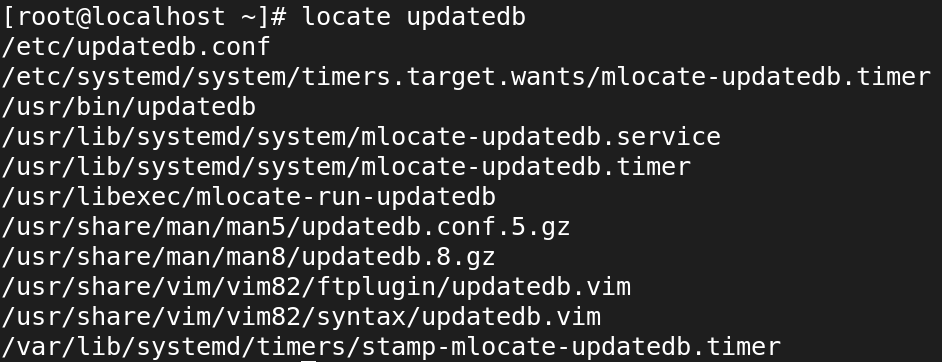 [root@localhost ~]# locate updatedb
/etc/updatedb.conf
/etc/systemd/system/timers.target.wants/mlocate-updatedb.timer
/usr/bin/updatedb
/usr/lib/systemd/system/mlocate-updatedb.service
/usr/lib/systemd/system/mlocate-updatedb.timer
/usr/libexec/mlocate-run-updatedb
/usr/share/man/man5/updatedb.conf.5.gz
/usr/share/man/man8/updatedb.8.gz
/usr/share/vim/vim82/ftplugin/updatedb.vim
/usr/share/vim/vim82/syntax/updatedb.vim
/var/lib/systemd/timers/stamp-mlocate-updatedb.timer